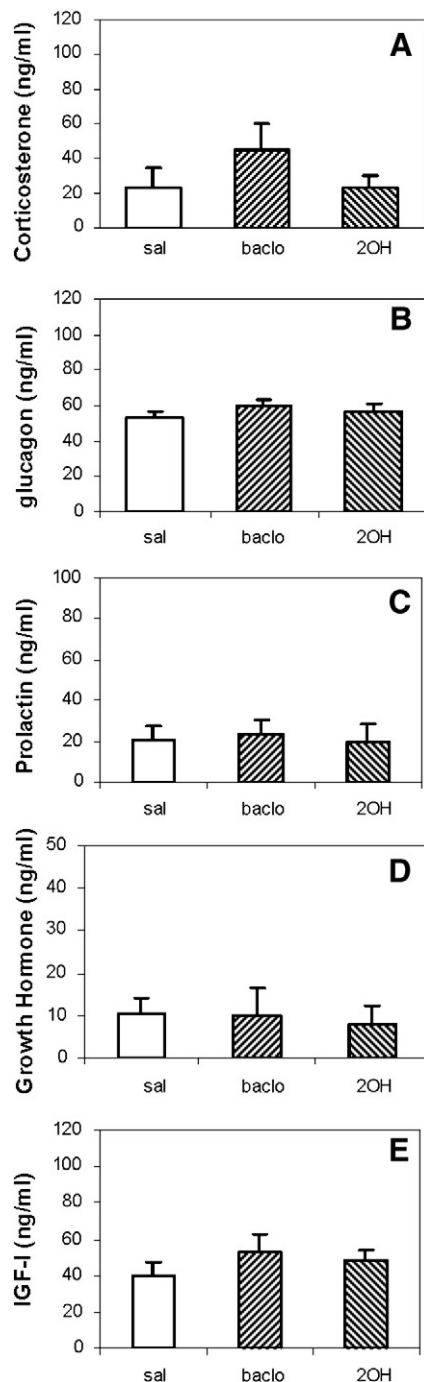 A
Corticosterone (ng/ml)
120
100
80
60
40
20
0
sal baclo 2OH
B
glucagon (ng/ml)
120
100
80
60
40
20
0
sal baclo 2OH
C
Prolactin (ng/ml)
100
80
60
40
20
0
sal baclo 2OH
D
Growth Hormone (ng/ml)
50
40
30
20
10
0
sal baclo 2OH
E
IGF-I (ng/ml)
120
100
80
60
40
20
0
sal baclo 2OH